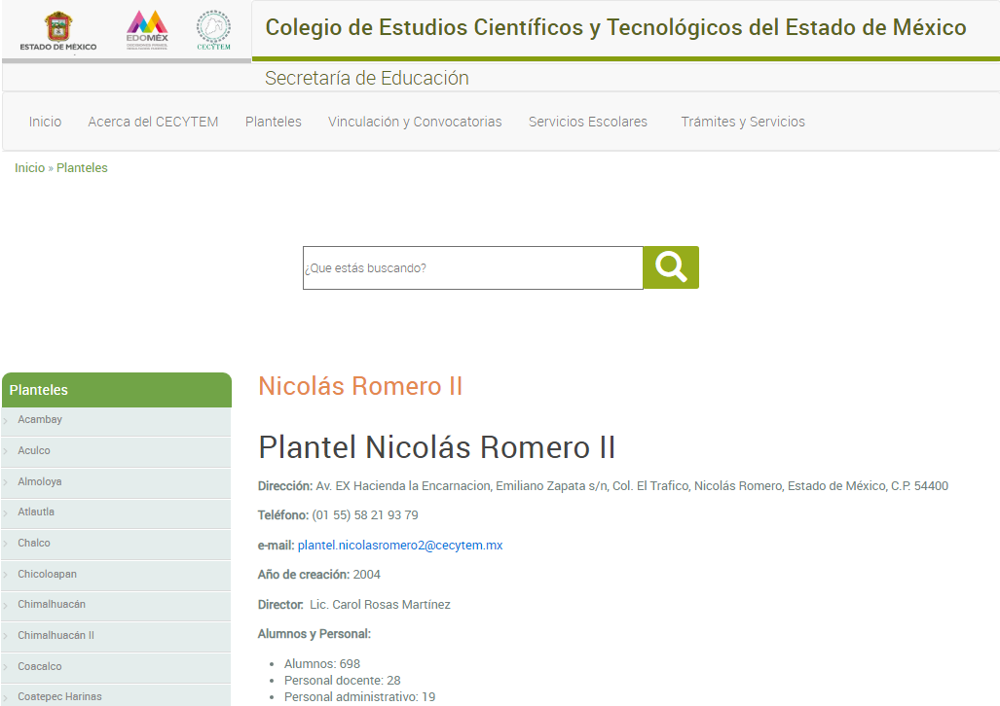 ESTADO DE MÉXICO
EDOMÉX
CECYTEM
Colegio de Estudios Científicos y Tecnológicos del Estado de México
Secretaría de Educación
Inicio Acerca del CECYTEM Planteles Vinculación y Convocatorias Servicios Escolares Trámites y Servicios
Inicio » Planteles
¿Que estás buscando?
Planteles
Acambay
Aculco
Almoloya
Atlautla
Chalco
Chicoloapan
Chimalhuacán
Chimalhuacán II
Coacalco
Coatepec Harinas
Nicolás Romero II
Plantel Nicolás Romero II
Dirección: Av. EX Hacienda la Encarnacion, Emiliano Zapata s/n, Col. El Trafico, Nicolás Romero, Estado de México, C.P. 54400
Teléfono: (01 55) 58 21 93 79
e-mail: plantel.nicolasromero2@cecytem.mx
Año de creación: 2004
Director: Lic. Carol Rosas Martínez
Alumnos y Personal:
• Alumnos: 698
• Personal docente: 28
• Personal administrativo: 19